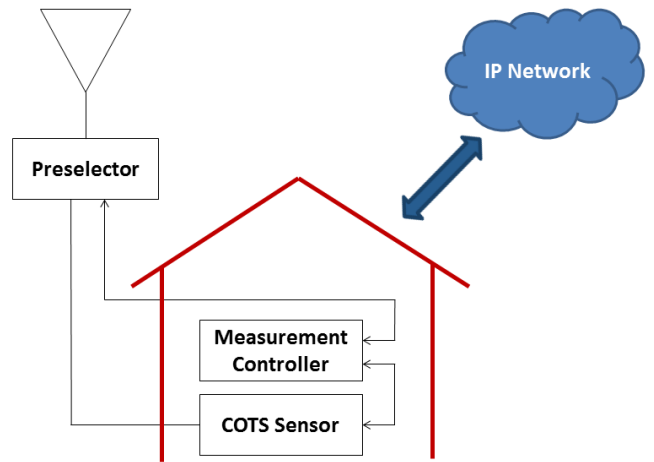 IP Network
Preselector
Measurement
Controller
COTS Sensor